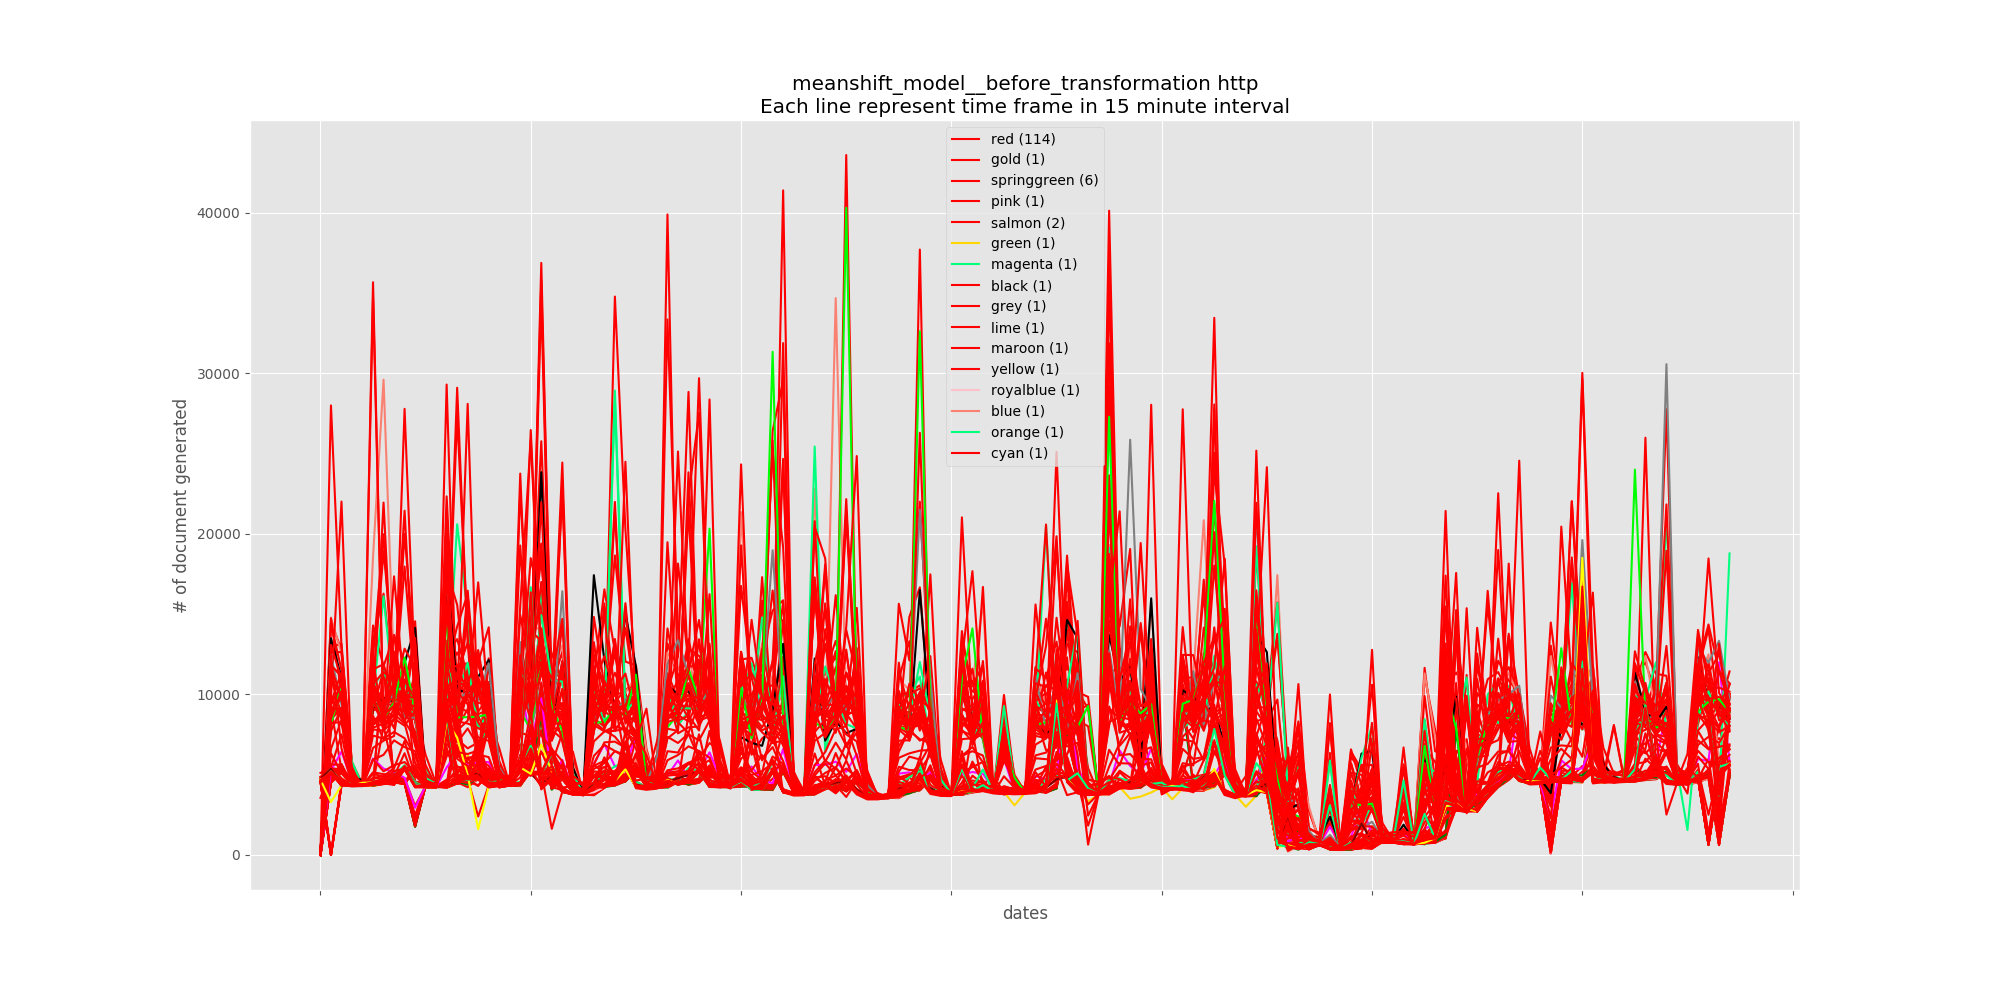 meanshift_model__before_transformation http
Each line represent time frame in 15 minute interval
red (114)
gold (1)
springgreen (6)
pink (1)
salmon (2)
green (1)
magenta (1)
black (1)
grey (1)
lime (1)
maroon (1)
yellow (1)
royalblue (1)
blue (1)
orange (1)
cyan (1)
# of document generated
40000
30000
20000
10000
0
dates